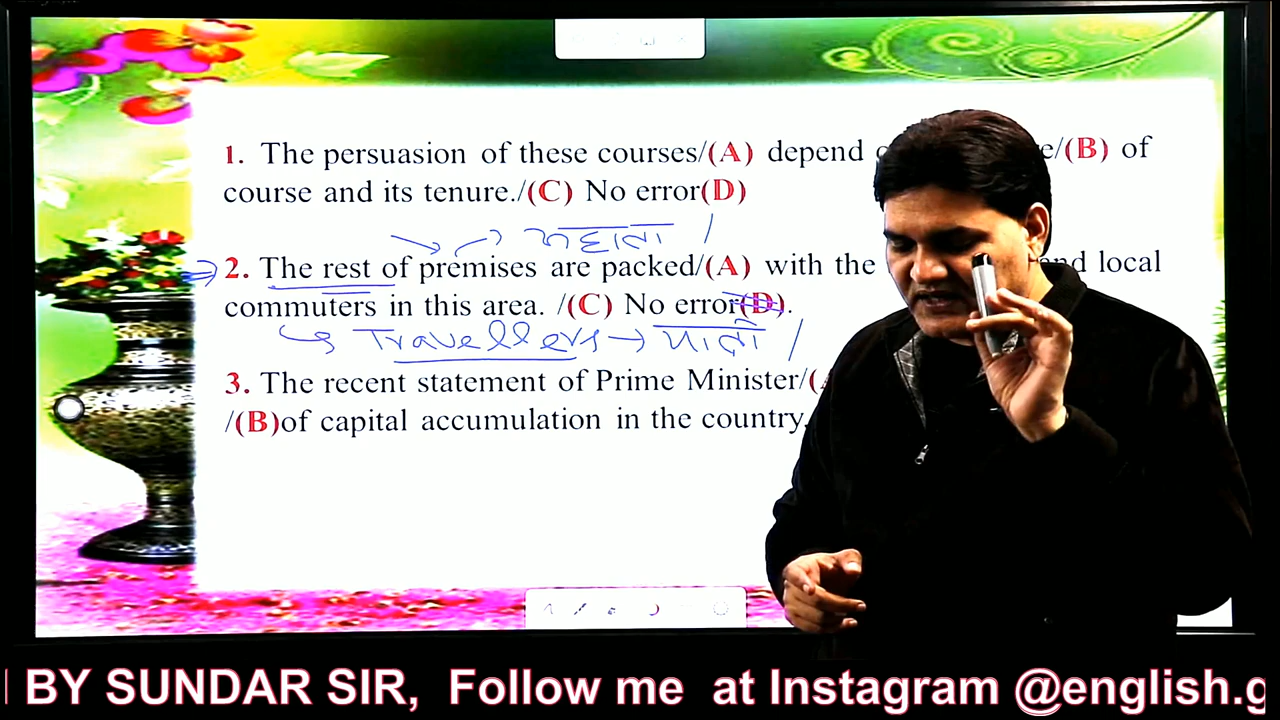 1. The persuasion of these courses/(A) depend e/(B) of
course and its tenure./(C) No error(D)
अहाता /
2. The rest of premises are packed/(A) with the and local
commuters in this area. /(C) No error(D).
Travellers → यात्री /
3. The recent statement of Prime Minister/(
/(B)of capital accumulation in the country,
BY SUNDAR SIR, Follow me at Instagram @english.g